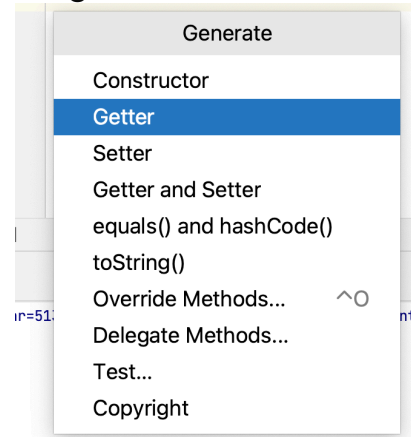 Generate
Constructor
Getter
Setter
Getter and Setter
equals() and hashCode()
toString()
Override Methods... ^O
Delegate Methods...
Test...
Copyright